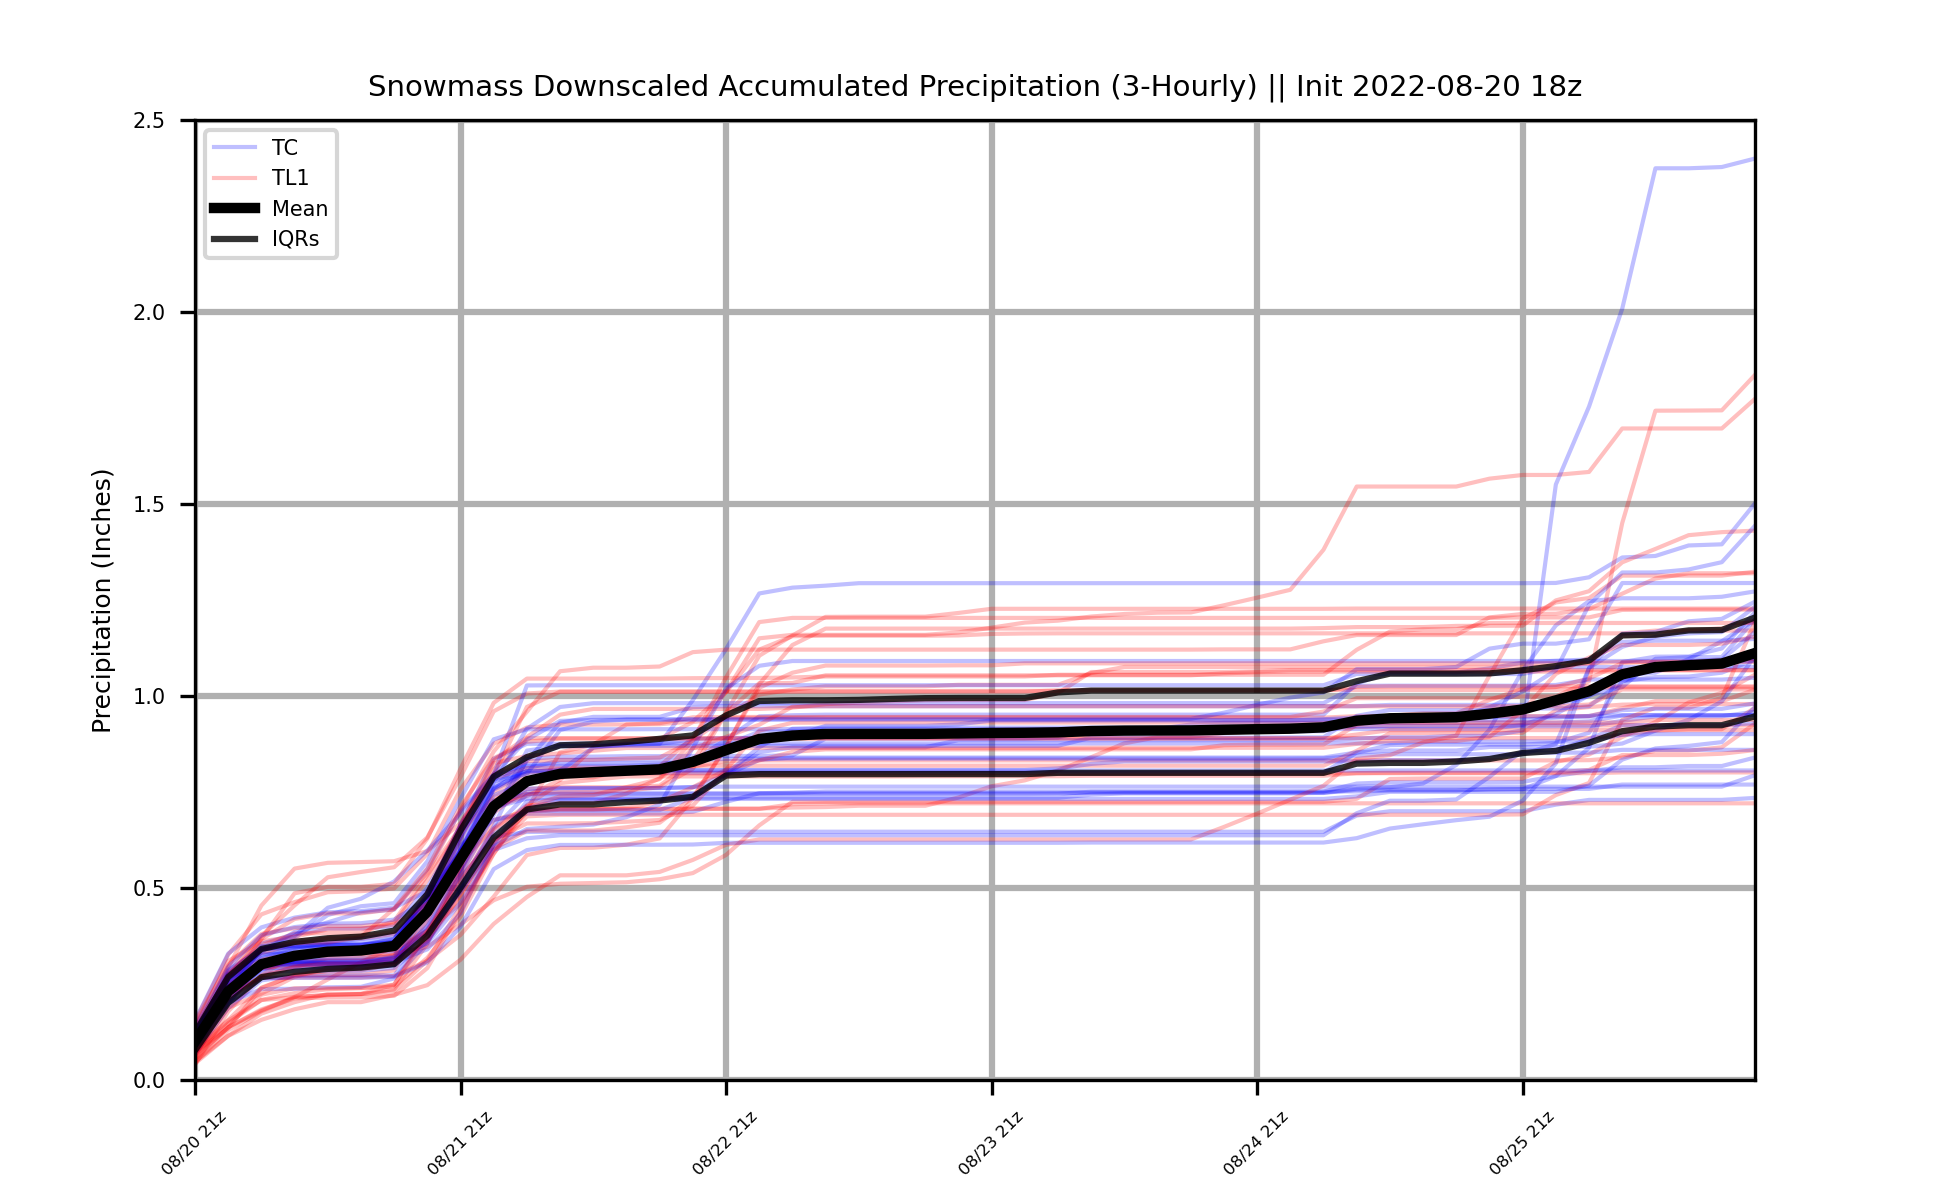 Snowmass Downscaled Accumulated Precipitation (3-Hourly) || Init 2022-08-20 18z
TC
TL1
Mean
IQRs
Precipitation (Inches)
2.5
2.0
1.5
1.0
0.5
0.0
08/20 21z
08/21 21z
08/22 21z
08/23 21z
08/24 21z
08/25 21z